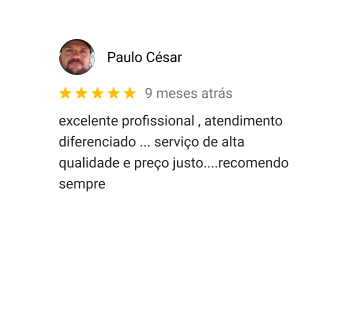 Paulo César
9 meses atrás
excelente profissional , atendimento
diferenciado ... serviço de alta
qualidade e preço justo....recomendo
sempre